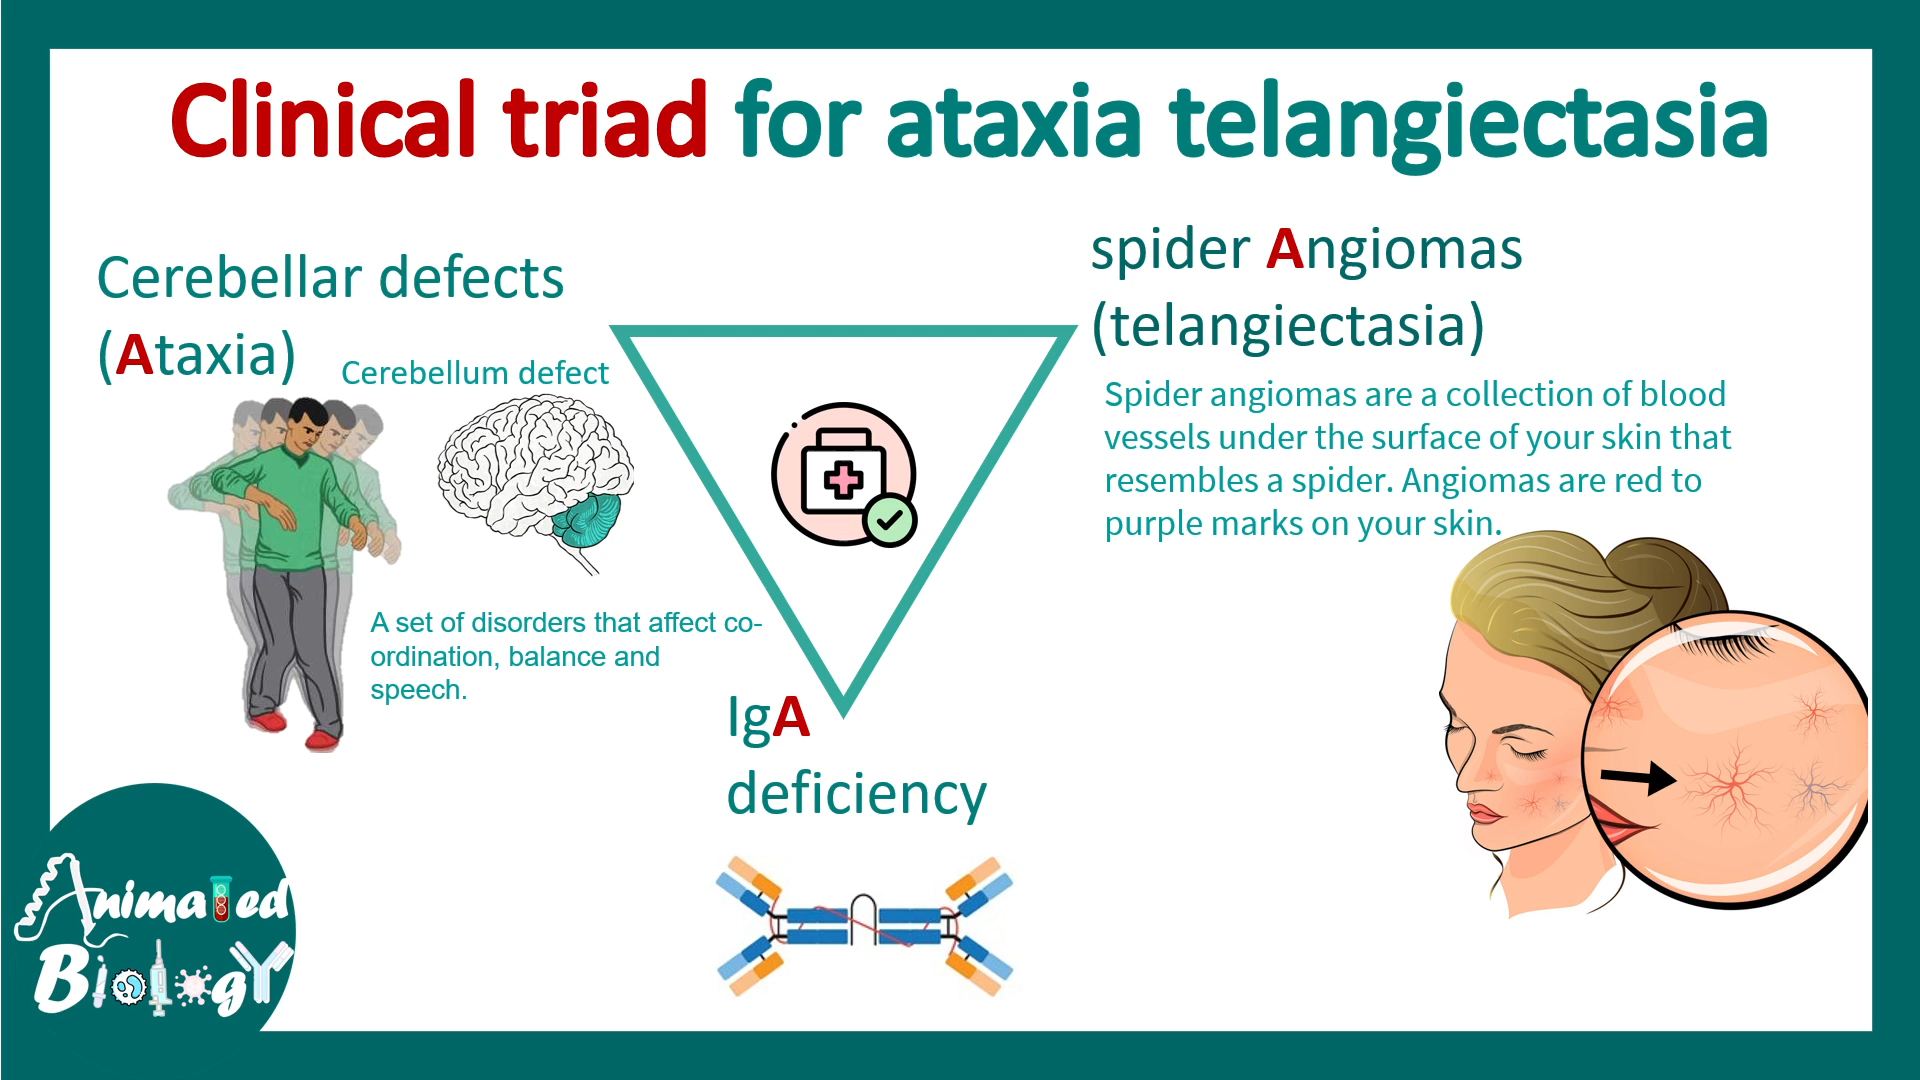 Clinical triad for ataxia telangiectasia
Cerebellar defects
(Ataxia)
Cerebellum defect
A set of disorders that affect co-
ordination, balance and
speech.
spider Angiomas
(telangiectasia)
Spider angiomas are a collection of blood
vessels under the surface of your skin that
resembles a spider. Angiomas are red to
purple marks on your skin.
IgA
deficiency
Animated
Biology